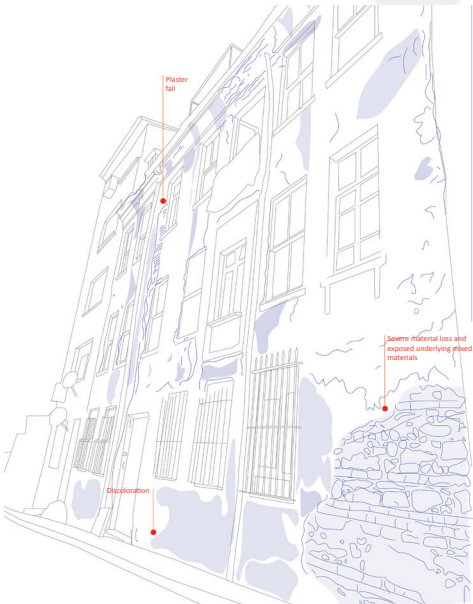 Plaster
fall
Severe material loss and
exposed underlying mixed
materials
Discoloration